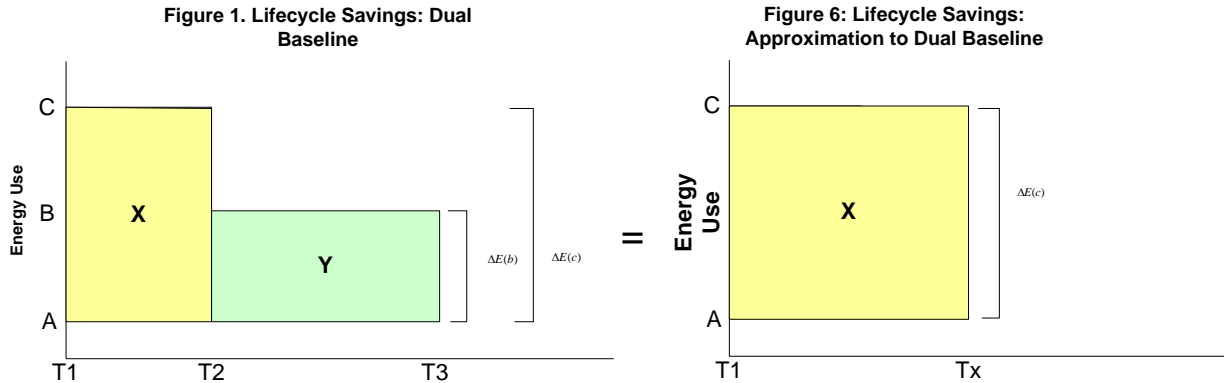 Figure 1. Lifecycle Savings: Dual
Baseline
C
B
A
Energy Use
X
Y
ΔE(b)
ΔE(c)
T1
T2
T3
=
Figure 6: Lifecycle Savings:
Approximation to Dual Baseline
C
A
Energy
Use
X
ΔE(c)
T1
Tx